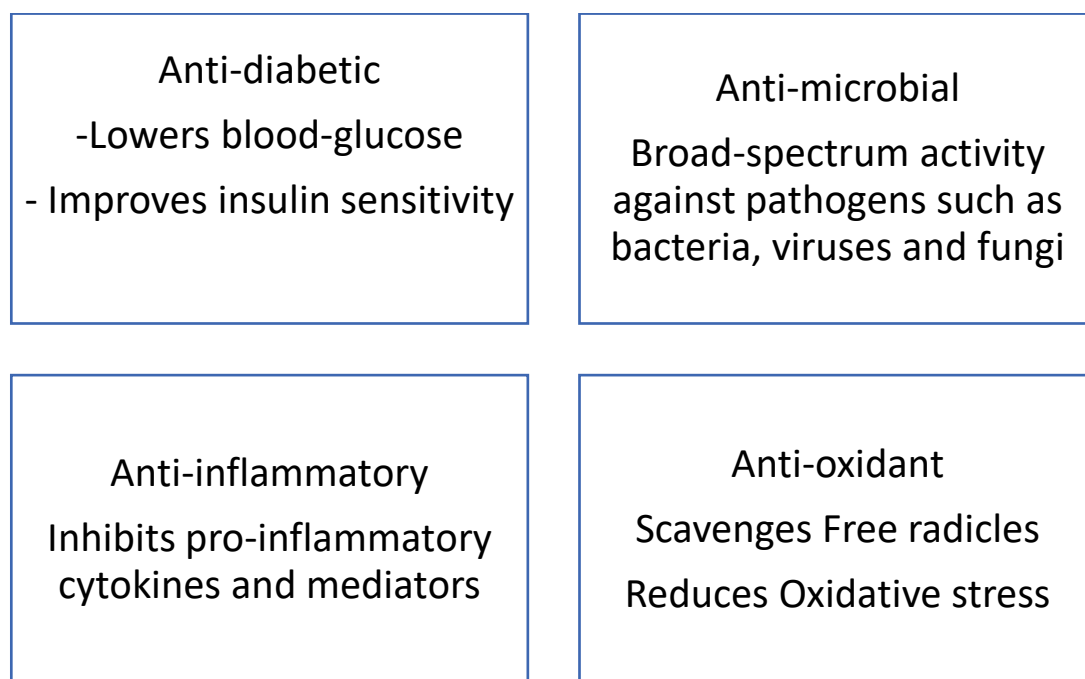 Anti-diabetic
-Lowers blood-glucose
- Improves insulin sensitivity
Anti-microbial
Broad-spectrum activity
against pathogens such as
bacteria, viruses and fungi
Anti-inflammatory
Inhibits pro-inflammatory
cytokines and mediators
Anti-oxidant
Scavenges Free radicles
Reduces Oxidative stress